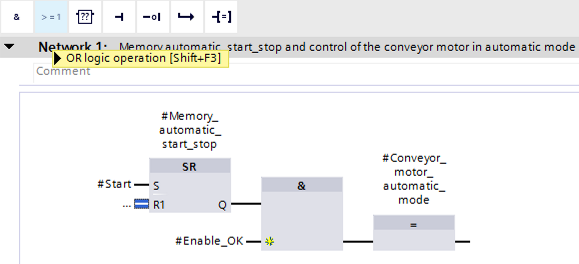 & >=1 ?? -| -o| [=]
Network 1: Memory automatic_start_stop and control of the conveyor motor in automatic mode
OR logic operation [Shift+F3]
Comment
#Memory_
automatic_
start_stop
SR
#Start S
... R1 Q
&
#Enable_OK
#Conveyor_
motor_
automatic_
mode
=